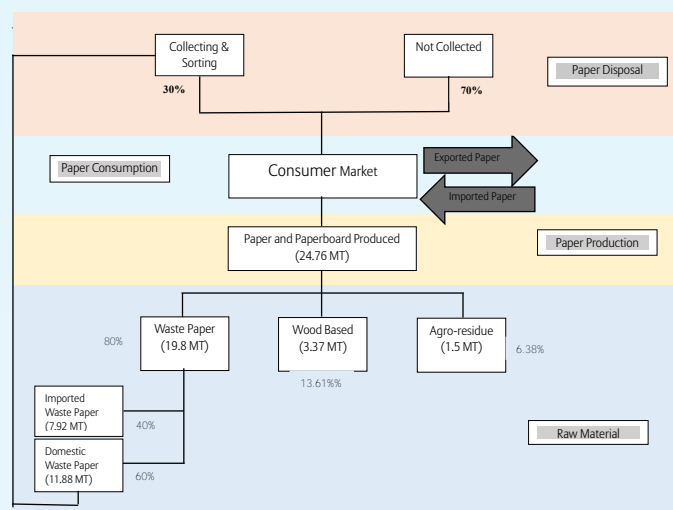 Collecting &
Sorting
Not Collected
Paper Disposal
30%
70%
Paper Consumption
Consumer Market
Exported Paper
Imported Paper
Paper and Paperboard Produced
(24.76 MT)
Paper Production
80%
Waste Paper
(19.8 MT)
Wood Based
(3.37 MT)
Agro-residue
(1.5 MT)
6.38%
13.61%%
Imported
Waste Paper
(7.92 MT)
40%
Raw Material
Domestic
Waste Paper
(11.88 MT)
60%